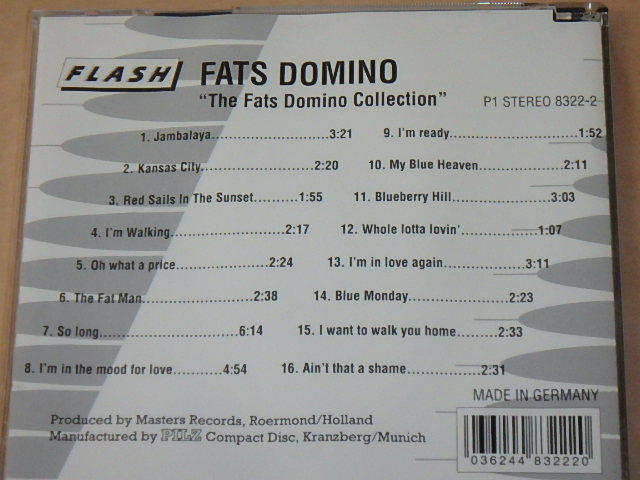 FLASH FATS DOMINO
"The Fats Domino Collection" P1 STEREO 8322-2
1. Jambalaya..........................3:21
2. Kansas City........................2:20
3. Red Sails In The Sunset..........1:55
4. I'm Walking.........................2:17
5. Oh what a price....................2:24
6. The Fat Man........................2:38
7. So long..............................6:14
8. I'm in the mood for love..........4:54
9. I'm ready............................1:52
10. My Blue Heaven..................2:11
11. Blueberry Hill.....................3:03
12. Whole lotta lovin'................1:07
13. I'm in love again.................3:11
14. Blue Monday......................2:23
15. I want to walk you home........2:33
16. Ain't that a shame...............2:31
MADE IN GERMANY
Produced by Masters Records, Roermond/Holland
Manufactured by PILZ Compact Disc, Kranzberg/Munich
036244 832220